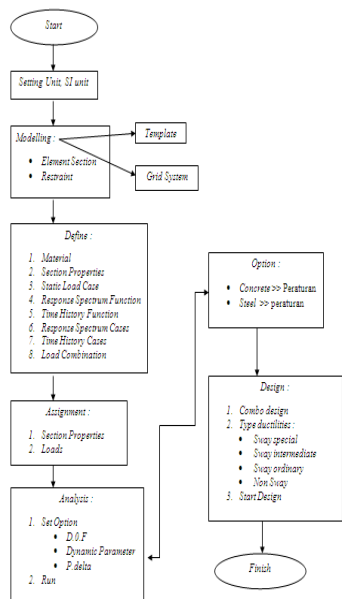 Start
Setting Unit, SI unit
Modelling :
• Element Section
• Restraint
Template
Grid System
Define :
1. Material
2. Section Properties
3. Static Load Case
4. Response Spectrum Function
5. Time History Function
6. Response Spectrum Cases
7. Time History Cases
8. Load Combination
Assignment :
1. Section Properties
2. Loads
Analysis :
1. Set Option
• D.O.F
• Dynamic Parameter
• P.delta
2. Run
Option :
• Concrete >> Peraturan
• Steel >> peraturan
Design :
1. Combo design
2. Type ductilities :
• Sway special
• Sway intermediate
• Sway ordinary
• Non Sway
3. Start Design
Finish